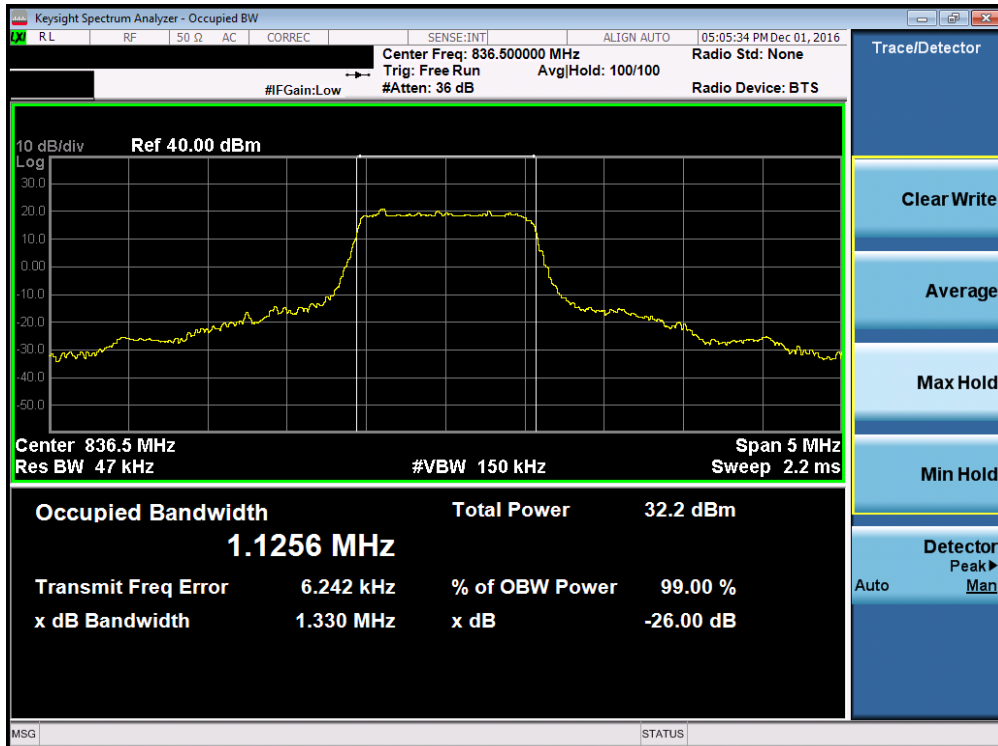 Keysight Spectrum Analyzer - Occupied BW
LXI RL RF 50 Ω AC CORREC SENSE:INT ALIGN AUTO 05:05:34 PM Dec 01, 2016
Center Freq: 836.500000 MHz Radio Std: None
Trig: Free Run Avg|Hold: 100/100
#IFGain:Low #Atten: 36 dB Radio Device: BTS
10 dB/div Ref 40.00 dBm
Log
30.0
20.0
10.0
0.00
-10.0
-20.0
-30.0
-40.0
-50.0
Center 836.5 MHz Span 5 MHz
Res BW 47 kHz #VBW 150 kHz Sweep 2.2 ms
Occupied Bandwidth Total Power 32.2 dBm
1.1256 MHz
Transmit Freq Error 6.242 kHz % of OBW Power 99.00 %
x dB Bandwidth 1.330 MHz x dB -26.00 dB
MSG STATUS
Trace/Detector
Clear Write
Average
Max Hold
Min Hold
Detector
Peak▶
Auto Man